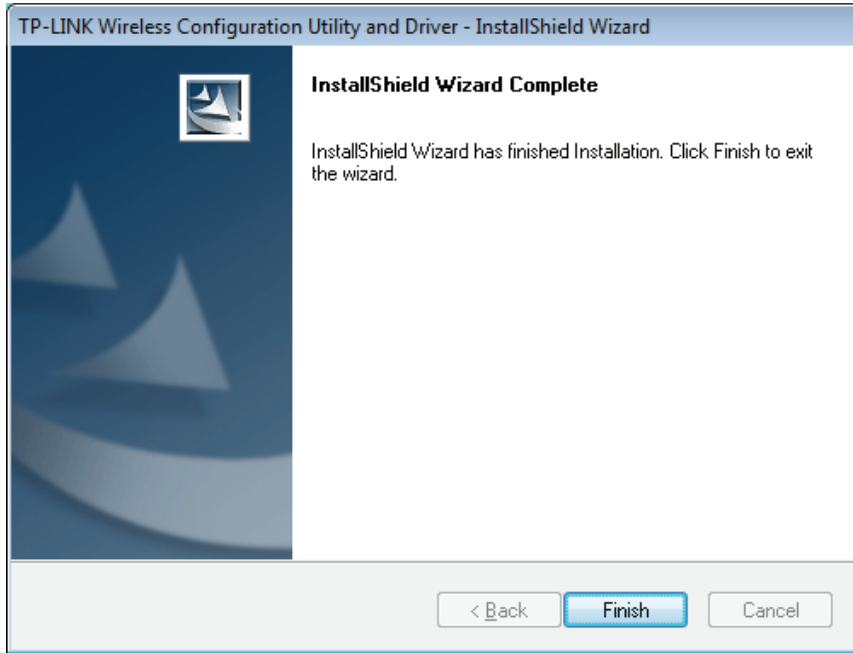 TP-LINK Wireless Configuration Utility and Driver - InstallShield Wizard
InstallShield Wizard Complete
InstallShield Wizard has finished Installation. Click Finish to exit
the wizard.
< Back Finish Cancel